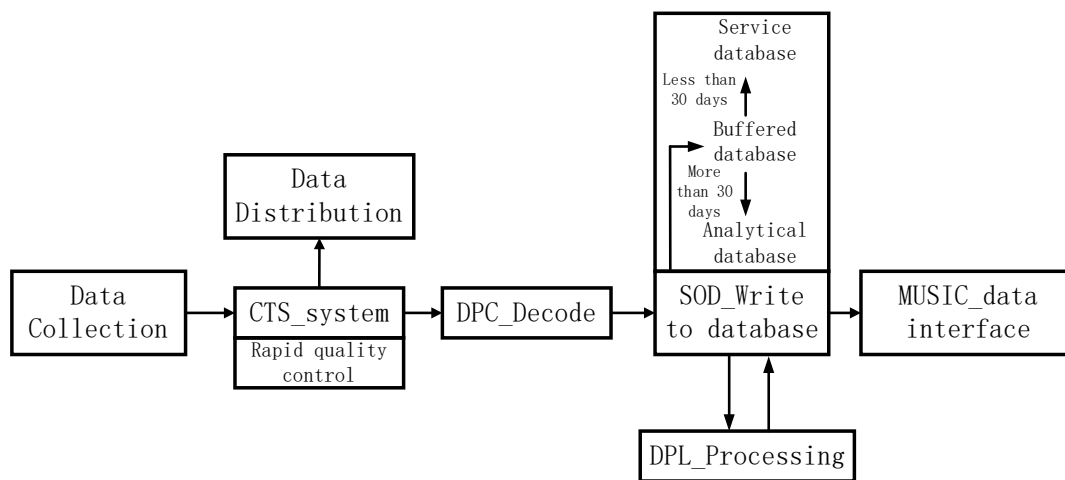 Service
database
Less than
30 days
Buffered
database
More
than 30
days
Analytical
database
Data
Distribution
Data
Collection
CTS_system
Rapid quality
control
DPC_Decode
SOD_Write
to database
MUSIC_data
interface
DPL_Processing